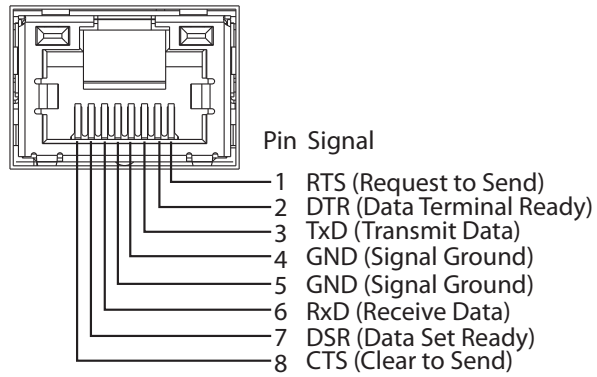 Pin Signal
1 RTS (Request to Send)
2 DTR (Data Terminal Ready)
3 TxD (Transmit Data)
4 GND (Signal Ground)
5 GND (Signal Ground)
6 RxD (Receive Data)
7 DSR (Data Set Ready)
8 CTS (Clear to Send)